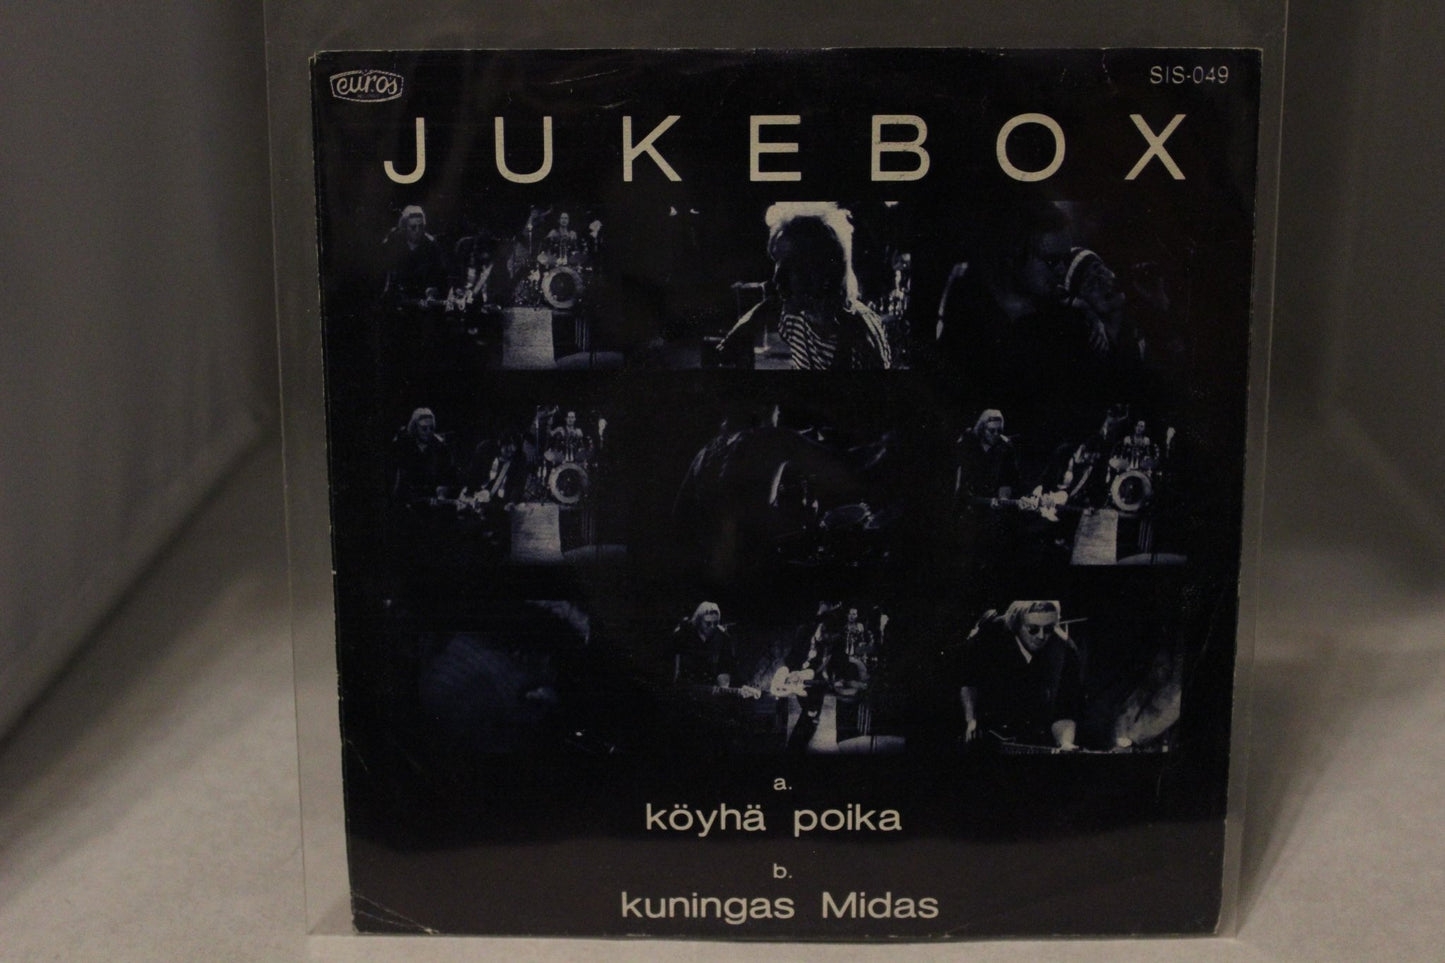 euros
SIS-049
JUKEBOX
a.
köyhä poika
b.
kuningas Midas